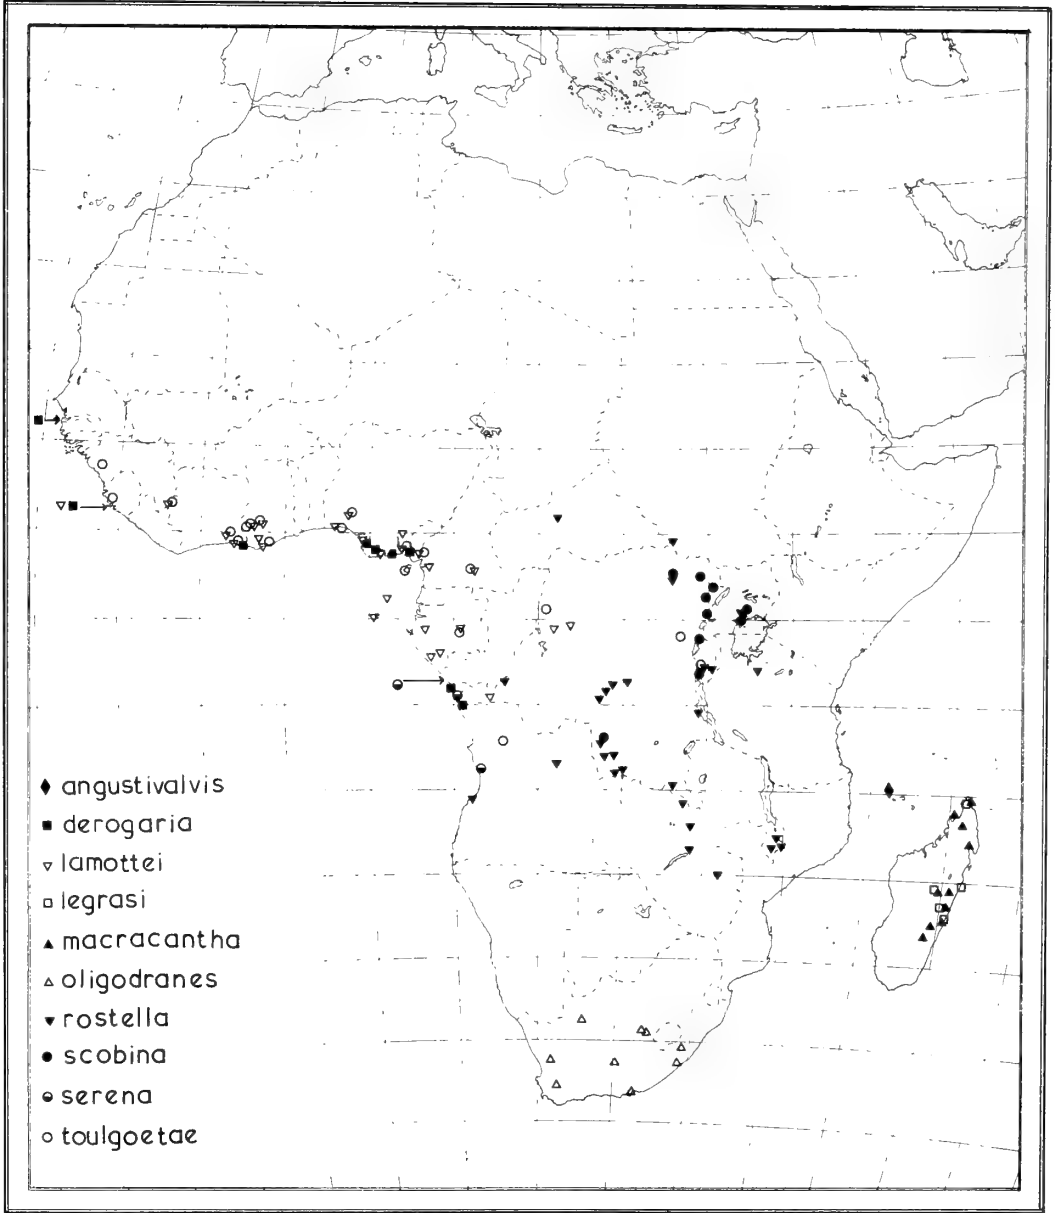 angustivalvis
derogaria
lamottei
legrasi
macracantha
oligodranes
rostella
scobina
serena
toulgoetae